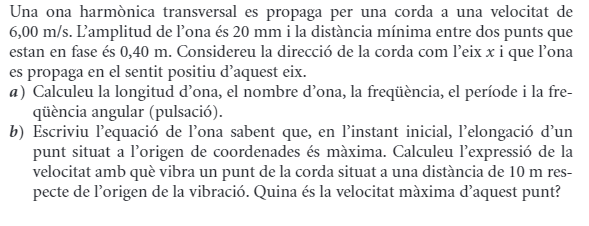 Una ona harmònica transversal es propaga per una corda a una velocitat de
6,00 m/s. L'amplitud de l'ona és 20 mm i la distància mínima entre dos punts que
estan en fase és 0,40 m. Considereu la direcció de la corda com l'eix x i que l'ona
es propaga en el sentit positiu d'aquest eix.
a) Calculeu la longitud d'ona, el nombre d'ona, la freqüència, el període i la fre-
qüència angular (pulsació).
b) Escriviu l'equació de l'ona sabent que, en l'instant inicial, l'elongació d'un
punt situat a l'origen de coordenades és màxima. Calculeu l'expressió de la
velocitat amb què vibra un punt de la corda situat a una distància de 10 m res-
pecte de l'origen de la vibració. Quina és la velocitat màxima d'aquest punt?